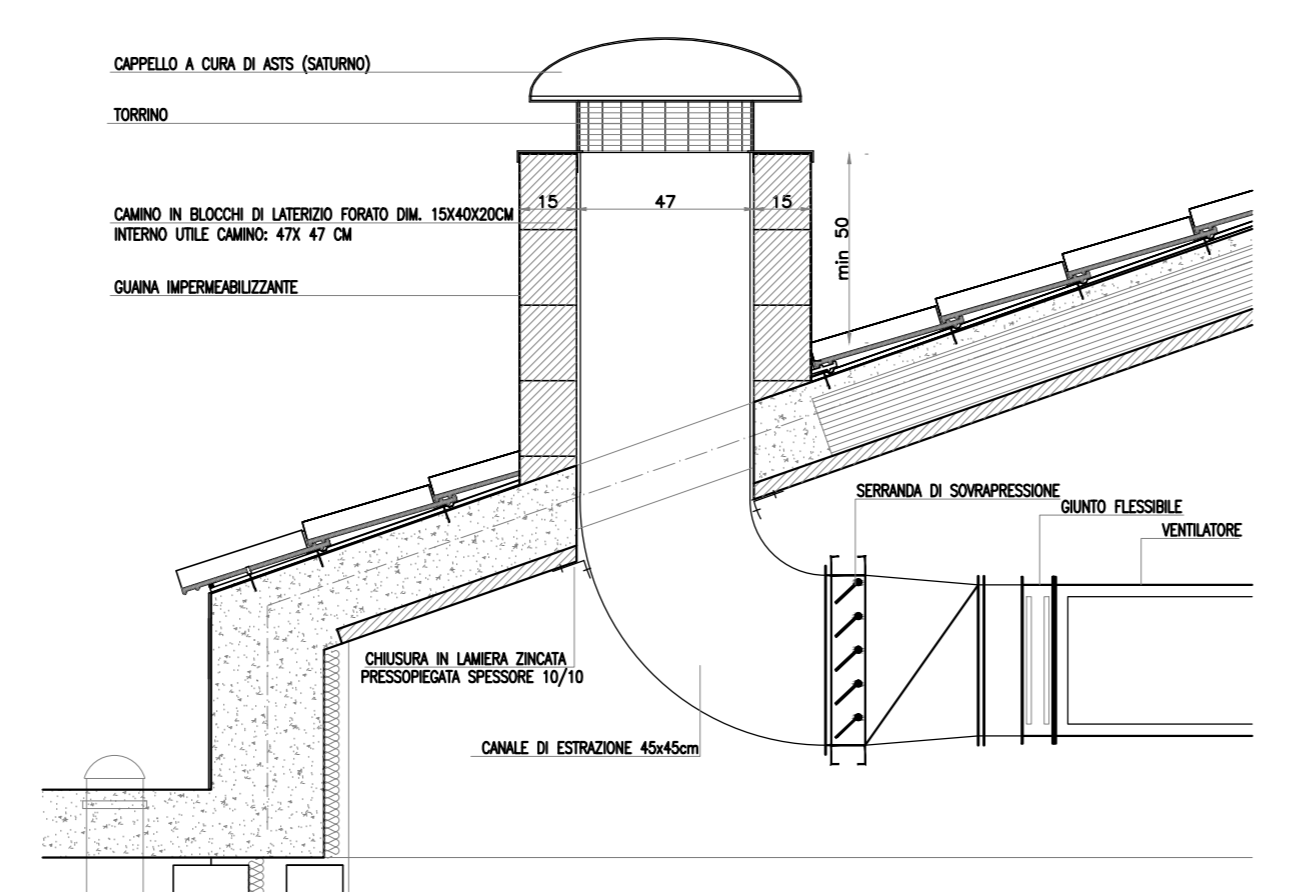 CAPPELLO A CURA DI ASTS (SATURNO)
TORRINO
15
47
15
CAMINO IN BLOCCHI DI LATERIZIO FORATO DIM. 15X40X20CM
INTERNO UTILE CAMINO: 47X 47 CM
min 50
GUAINA IMPERMEABILIZZANTE
SERRANDA DI SOVRAPRESSIONE
GIUNTO FLESSIBILE
VENTILATORE
CHIUSURA IN LAMIERA ZINCATA
PRESSOPIEGATA SPESSORE 10/10
CANALE DI ESTRAZIONE 45x45cm